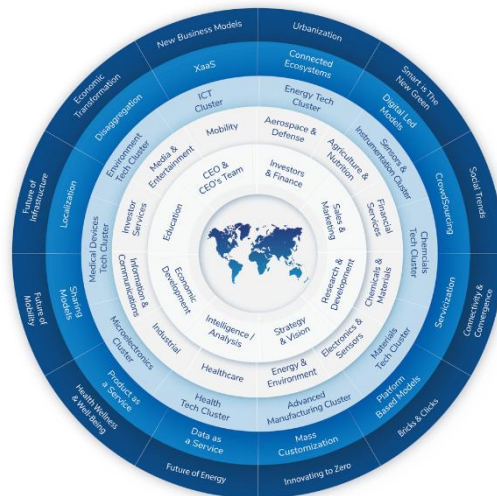 New Business Models
Urbanization
Smart is The
New Green
Social Trends
Connectivity &
Convergence
Bricks & Clicks
Innovating to Zero
Future of Energy
Health Wellness
& Well-Being
Future of
Mobility
Future of
Infrastructure
Economic
Transformation
XaaS
Connected
Ecosystems
Digital Led
Models
CrowdSourcing
Servicization
Platform
Based Models
Mass
Customization
Data as
a Service
Product as
a Service
Sharing
Models
Localization
Disaggregation
ICT
Cluster
Energy Tech
Cluster
Sensors &
Instrumentation Cluster
Chemcials
Tech Cluster
Materials
Tech Cluster
Advanced
Manufacturing Cluster
Health
Tech Cluster
Microelectronics
Cluster
Medical Devices
Tech Cluster
Environment
Tech Cluster
Mobility
Aerospace &
Defense
Agriculture &
Nutrition
Financial
Services
Chemicals &
Materials
Electronics &
Sensors
Energy &
Environment
Healthcare
Industrial
Information &
Communications
Investor
Services
Media &
Entertainment
CEO &
CEO's Team
Investors
& Finance
Sales &
Marketing
Research &
Development
Strategy
& Vision
Intelligence /
Analysis
Economic
Development
Education